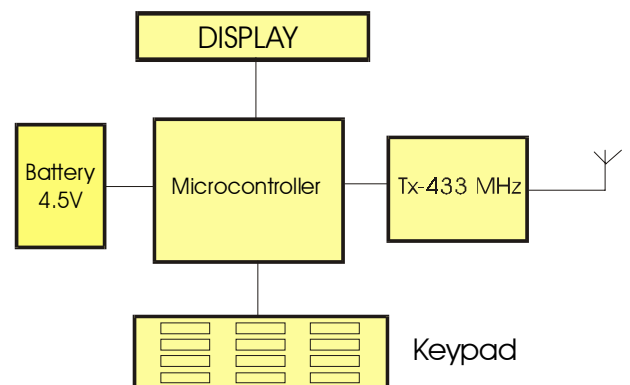 DISPLAY
Battery
4.5V
Microcontroller
Tx-433 MHz
Keypad